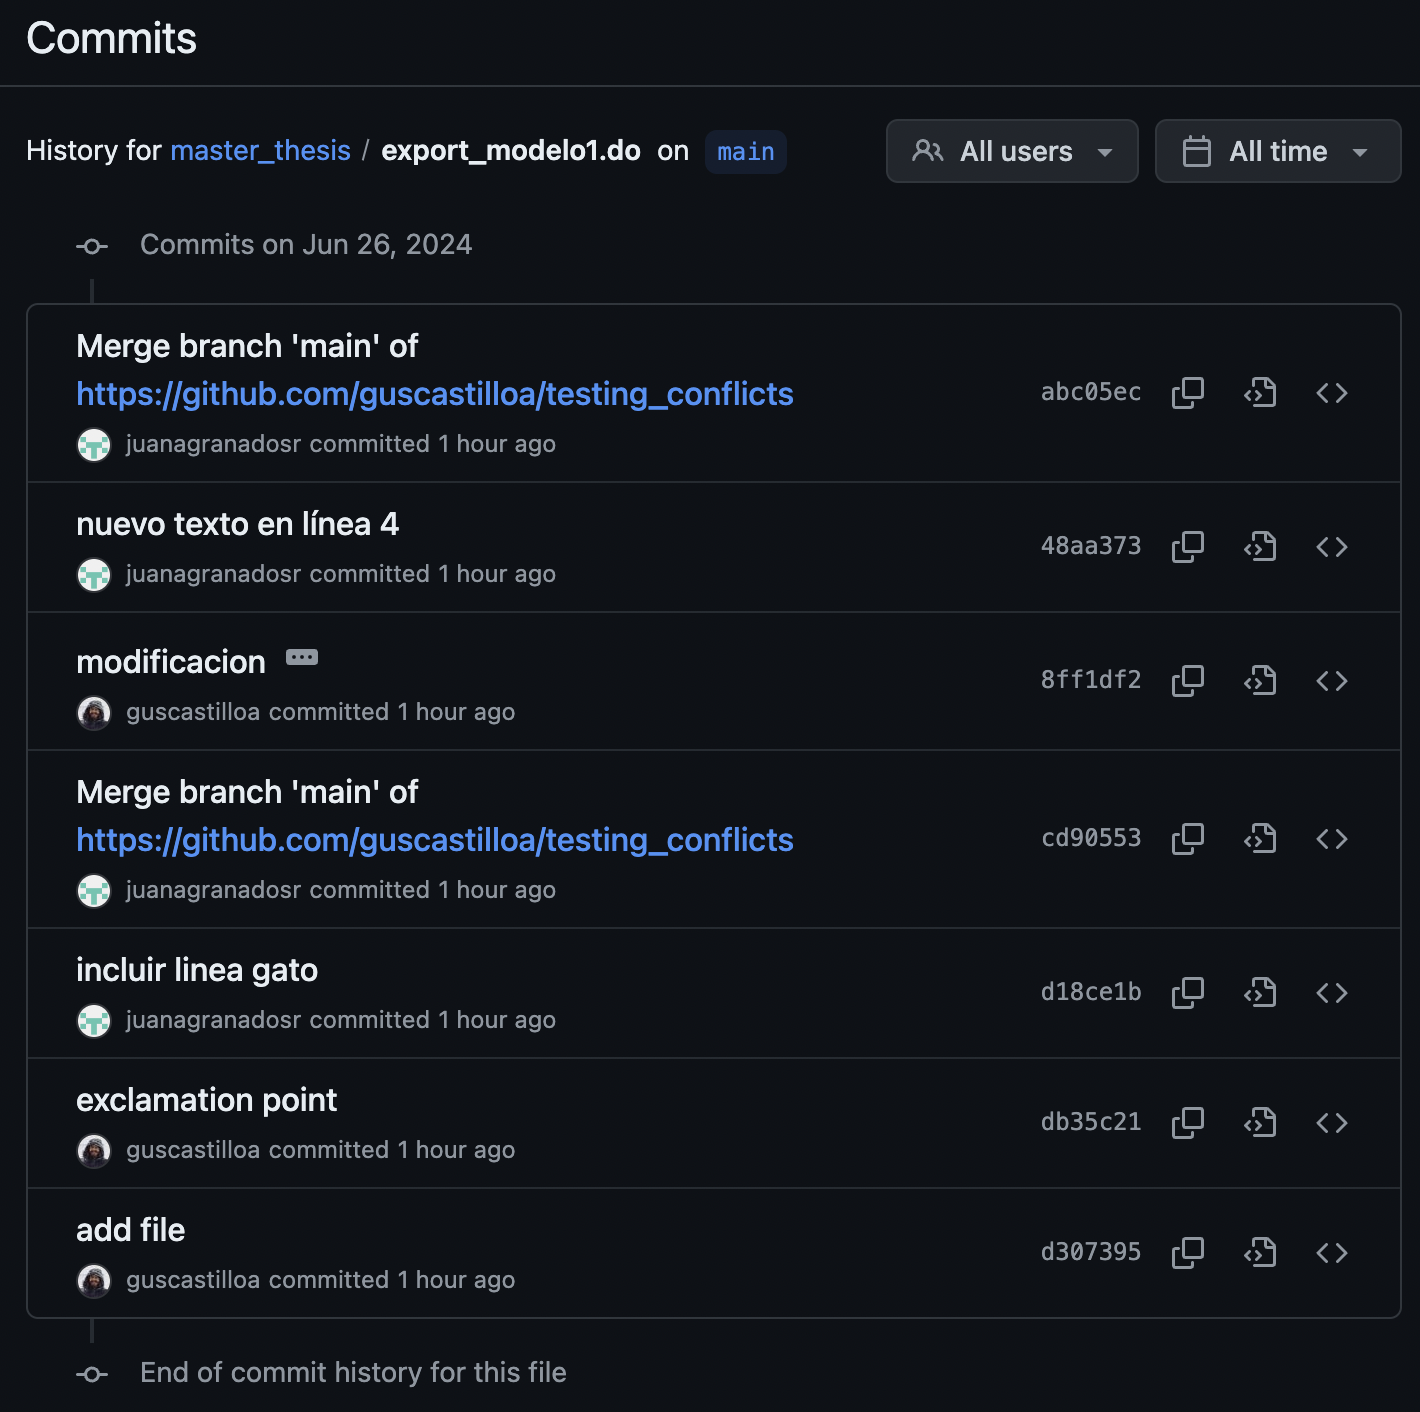 Commits
History for master_thesis / export_modelo1.do on main
All users
All time
Commits on Jun 26, 2024
Merge branch 'main' of
https://github.com/guscastilloa/testing_conflicts
abc05ec
juanagranadosr committed 1 hour ago
nuevo texto en línea 4
48aa373
juanagranadosr committed 1 hour ago
modificacion
8ff1df2
guscastilloa committed 1 hour ago
Merge branch 'main' of
https://github.com/guscastilloa/testing_conflicts
cd90553
juanagranadosr committed 1 hour ago
incluir linea gato
d18ce1b
juanagranadosr committed 1 hour ago
exclamation point
db35c21
guscastilloa committed 1 hour ago
add file
d307395
guscastilloa committed 1 hour ago
End of commit history for this file